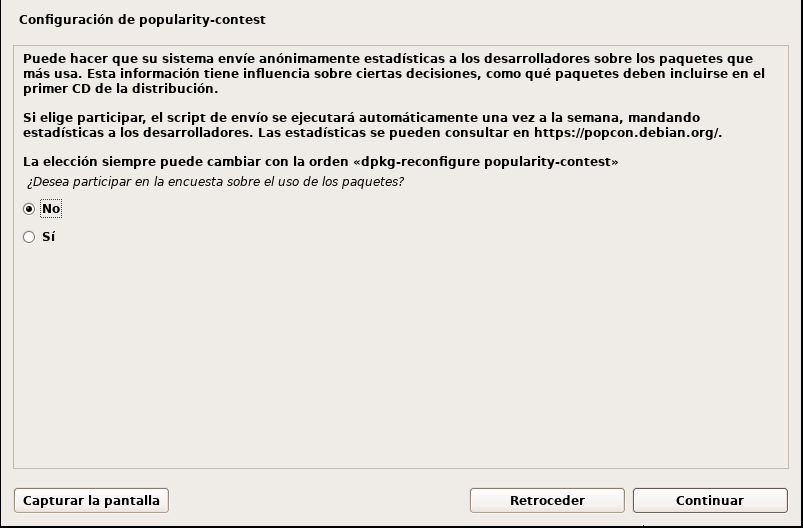 Configuración de popularity-contest
Puede hacer que su sistema envíe anónimamente estadísticas a los desarrolladores sobre los paquetes que
más usa. Esta información tiene influencia sobre ciertas decisiones, como qué paquetes deben incluirse en el
primer CD de la distribución.
Si elige participar, el script de envío se ejecutará automáticamente una vez a la semana, mandando
estadísticas a los desarrolladores. Las estadísticas se pueden consultar en https://popcon.debian.org/.
La elección siempre puede cambiar con la orden «dpkg-reconfigure popularity-contest»
¿Desea participar en la encuesta sobre el uso de los paquetes?
No
Sí
Capturar la pantalla
Retroceder
Continuar